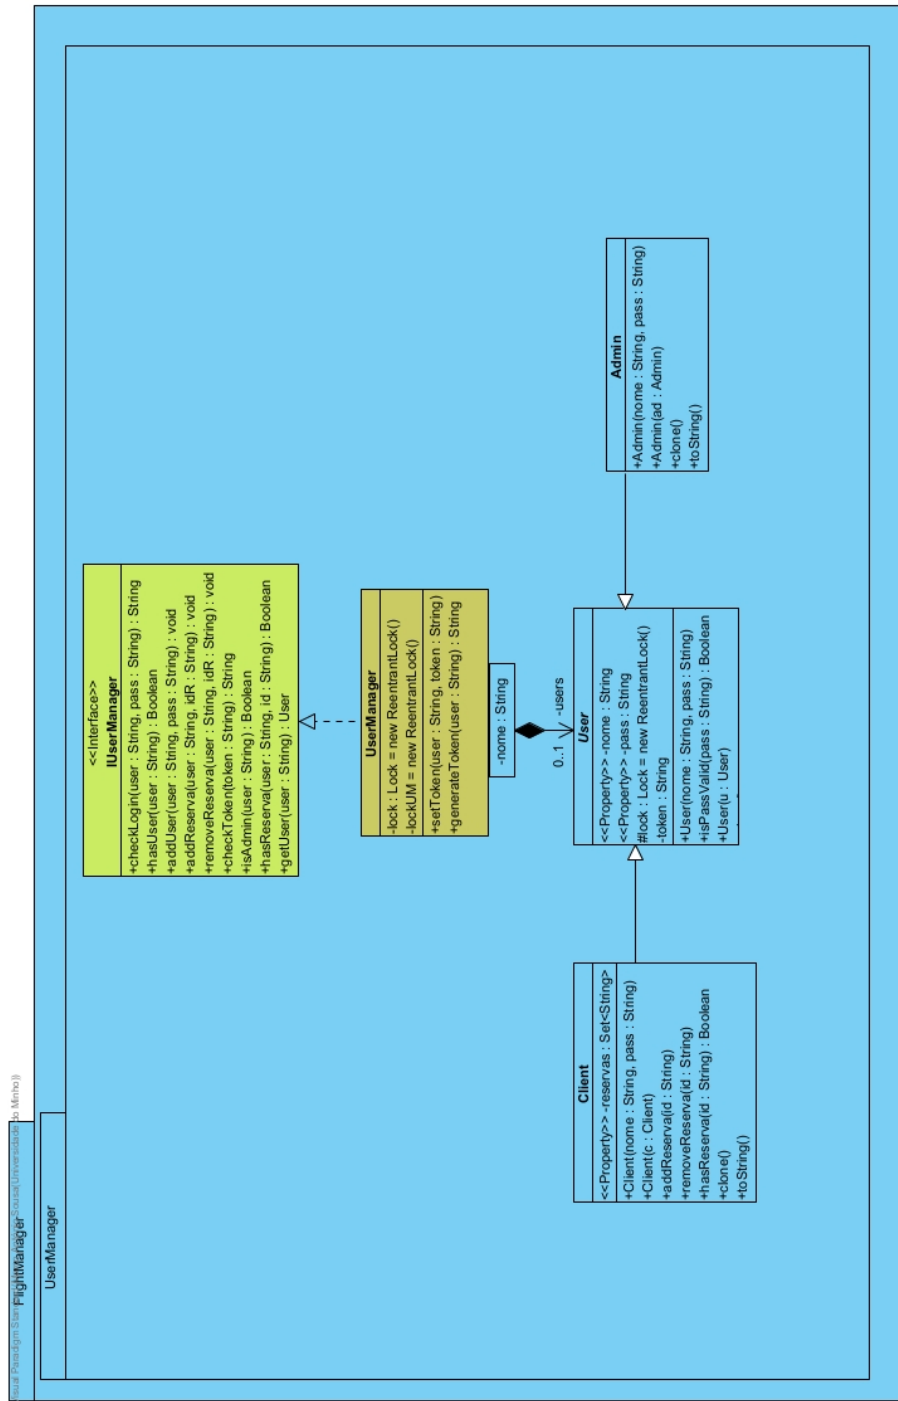 FlightManager
UserManager
<<Interface>>
IUserManager
+checkLogin(user : String, pass : String) : String
+hasUser(user : String) : Boolean
+addUser(user : String, pass : String) : void
+addReserva(user : String, idR : String) : void
+removeReserva(user : String, idR : String) : void
+checkToken(token : String) : String
+isAdmin(user : String) : Boolean
+hasReserva(user : String, id : String) : Boolean
+getUser(user : String) : User
UserManager
-lock : Lock = new ReentrantLock()
-lockUM = new ReentrantLock()
+setToken(user : String, token : String)
+generateToken(user : String) : String
-nome : String
0..1
-users
Client
<<Property>> -reservas : Set<String>
+Client(nome : String, pass : String)
+Client(c : Client)
+addReserva(id : String)
+removeReserva(id : String)
+hasReserva(id : String) : Boolean
+clone()
+toString()
User
<<Property>> -nome : String
<<Property>> -pass : String
#lock : Lock = new ReentrantLock()
-token : String
+User(nome : String, pass : String)
+isPassValid(pass : String) : Boolean
+User(u : User)
Admin
+Admin(nome : String, pass : String)
+Admin(ad : Admin)
+clone()
+toString()